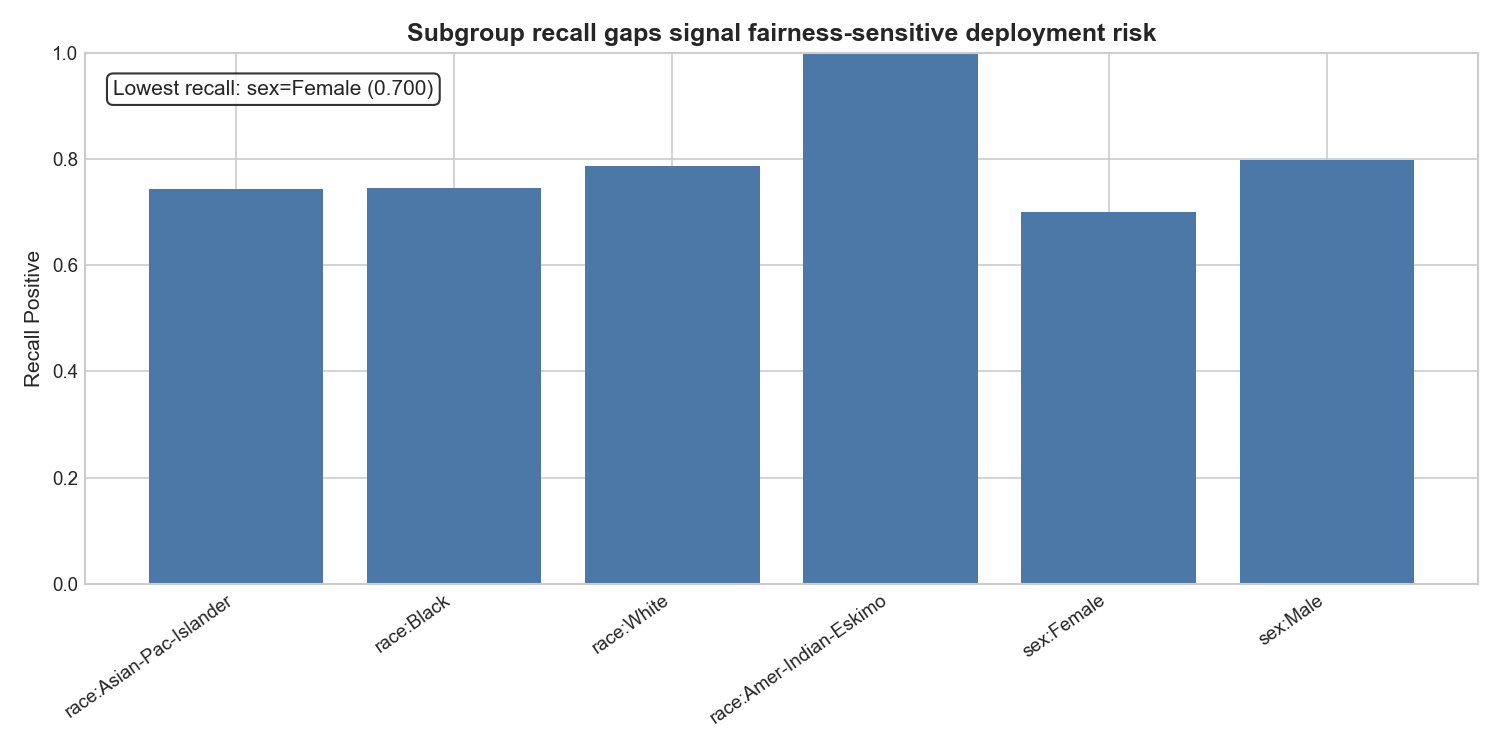 Subgroup recall gaps signal fairness-sensitive deployment risk
Lowest recall: sex=Female (0.700)
Recall Positive
1.0
0.8
0.6
0.4
0.2
0.0
race:Asian-Pac-Islander
race:Black
race:White
race:Amer-Indian-Eskimo
sex:Female
sex:Male